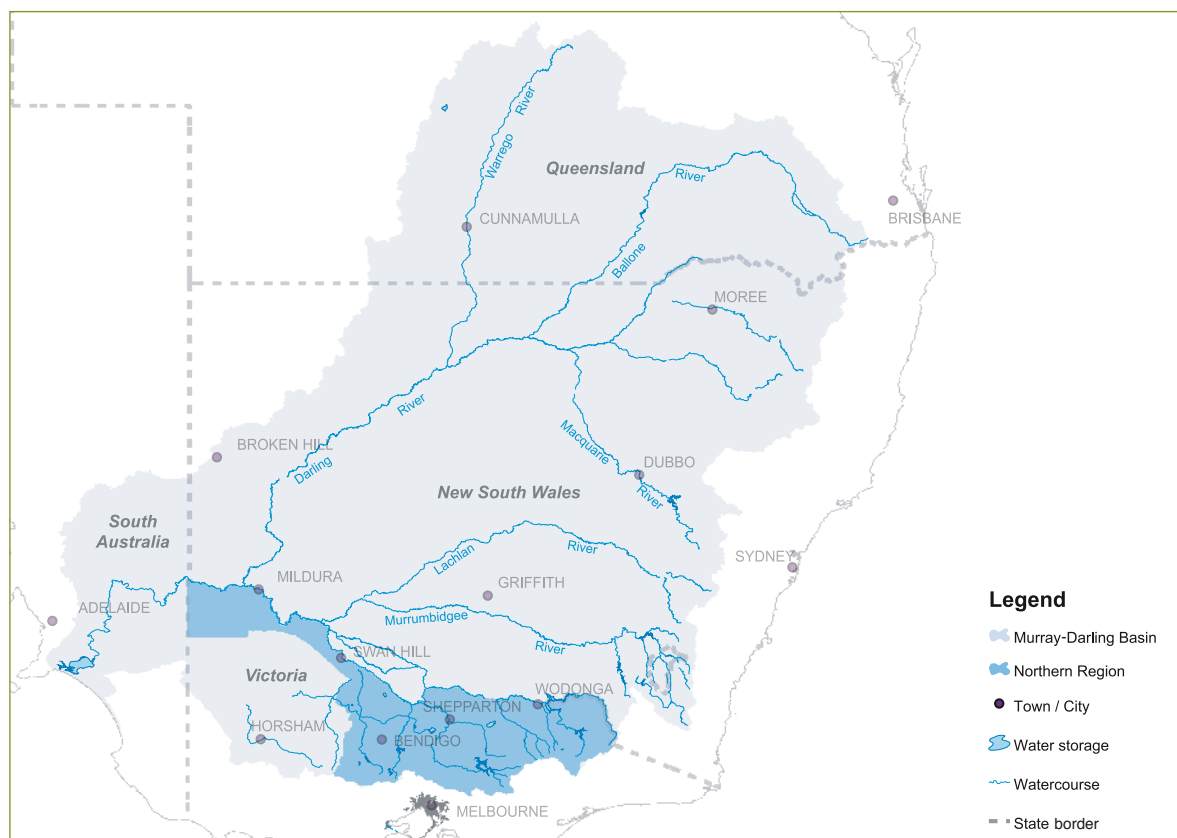 River
Warrego
Queensland
River
CUNNAMULLA
BRISBANE
Ballone
MOREE
River
Darling
BROKEN HILL
Macquarie
DUBBO
River
New South Wales
South
Australia
Lachlan
River
SYDNEY
MILDURA
GRIFFITH
ADELAIDE
Murrumbidgee
River
SWAN HILL
Victoria
WODONGA
SHEPPARTON
HORSHAM
BENDIGO
MELBOURNE
Legend
Murray-Darling Basin
Northern Region
Town / City
Water storage
Watercourse
State border